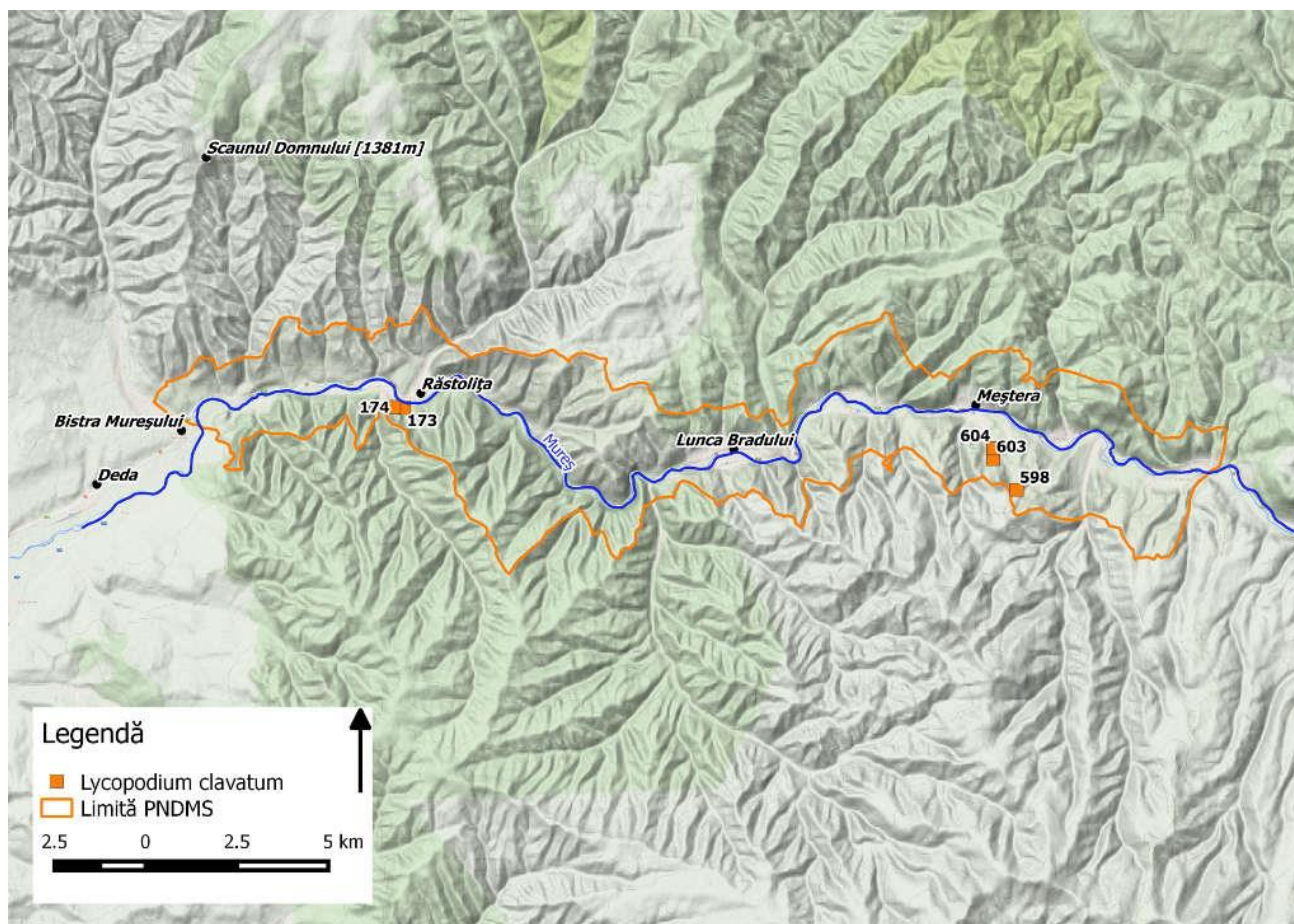 Scaunul Domnului [1381m]
Răstolița
174
173
Bistra Mureșului
Meștera
Mureș
Lunca Bradului
604
603
Deda
598
Legendă
Lycopodium clavatum
Limită PNDMS
2.5 0 2.5 5 km